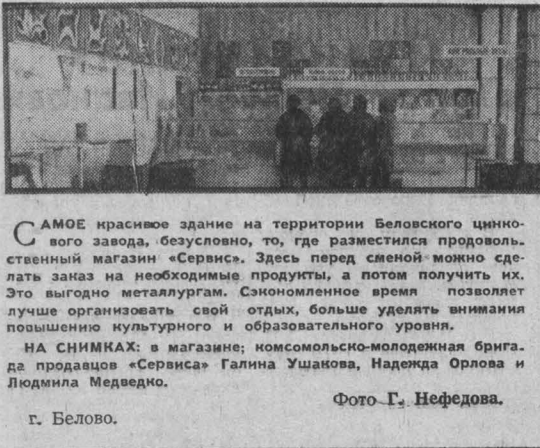 САМОЕ красивое здание на территории Беловского цинко-
вого завода, безусловно, то, где разместился продоволь-
ственный магазин «Сервис». Здесь перед сменой можно сде-
лать заказ на необходимые продукты, а потом получить их.
Это выгодно металлургам. Сэкономленное время позволяет
лучше организовать свой отдых, больше уделять внимания
повышению культурного и образовательного уровня.
НА СНИМКАХ: в магазине; комсомольско-молодежная брига-
да продавцов «Сервиса» Галина Ушакова, Надежда Орлова и
Людмила Медведко.
Фото Г. Нефедова.
г. Белово.